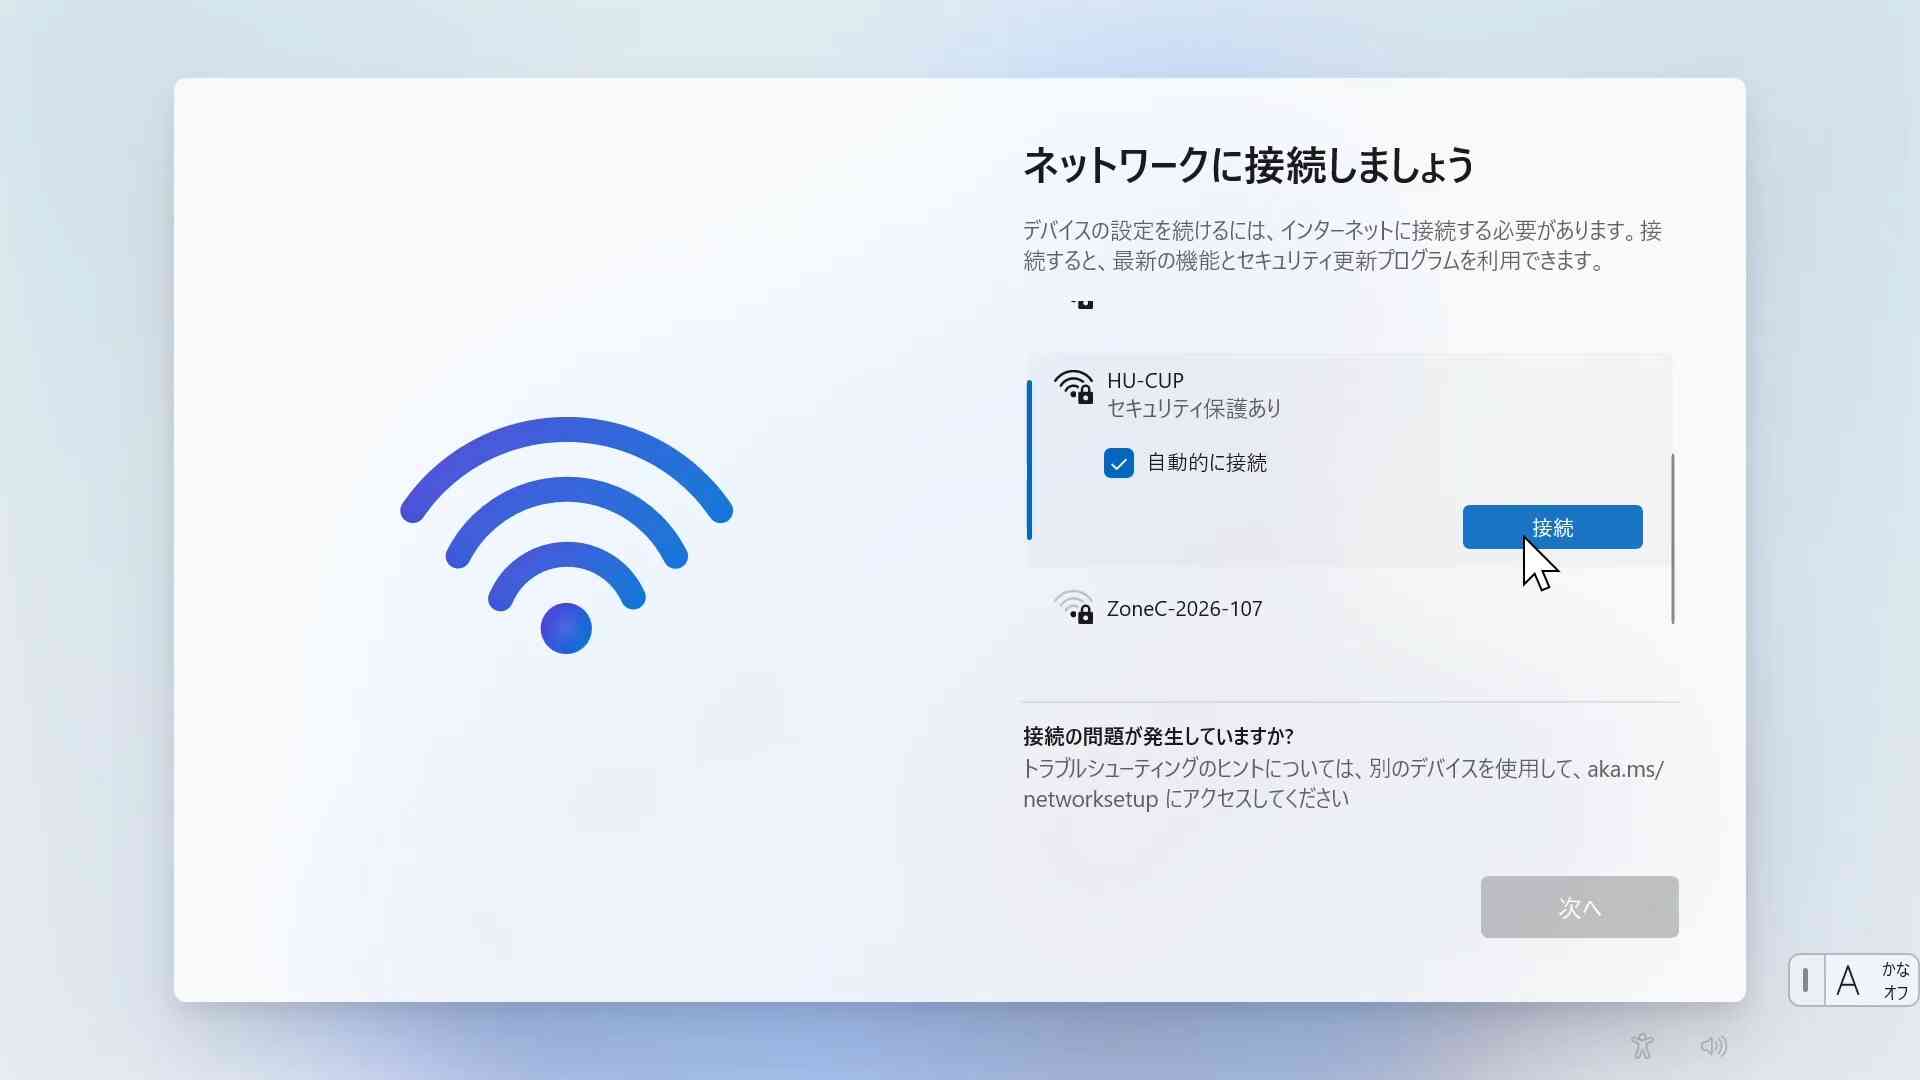 ネットワークに接続しましょう
デバイスの設定を続けるには、インターネットに接続する必要があります。接
続すると、最新の機能とセキュリティ更新プログラムを利用できます。
HU-CUP
セキュリティ保護あり
自動的に接続
接続
ZoneC-2026-107
接続の問題が発生していますか?
トラブルシューティングのヒントについては、別のデバイスを使用して、aka.ms/
networksetup にアクセスしてください
次へ
A
かな
オフ